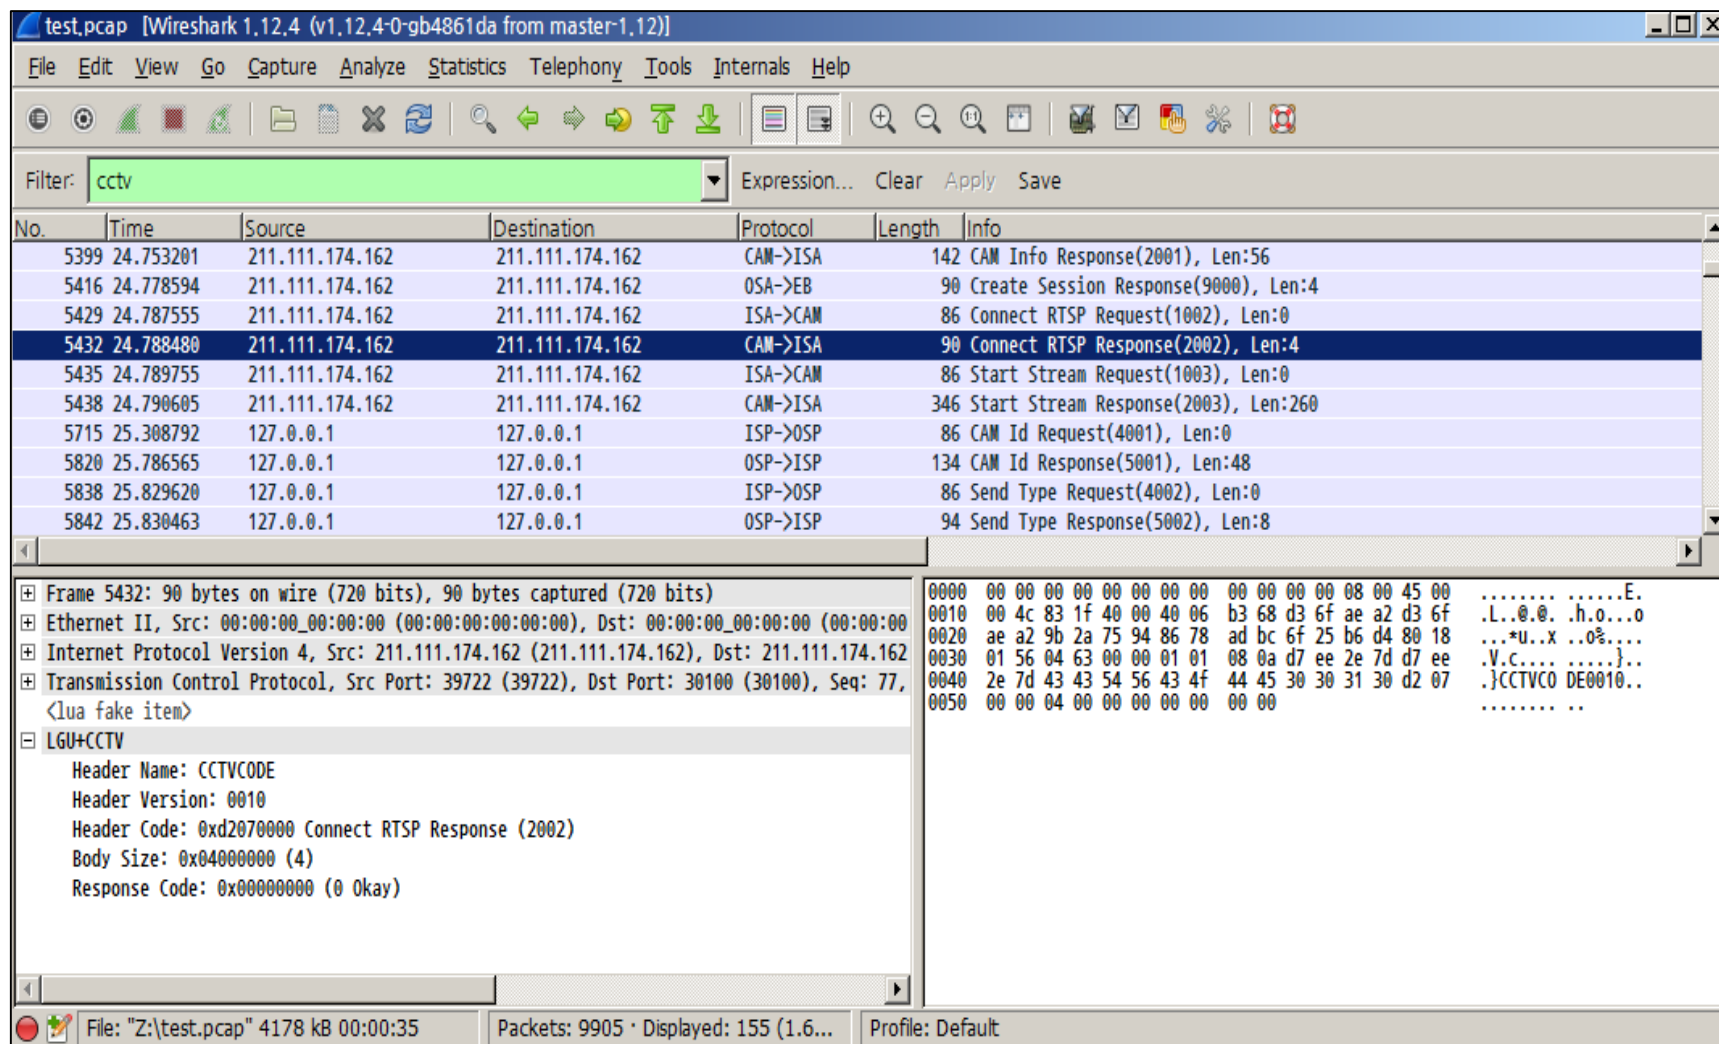 test.pcap [Wireshark 1.12.4 (v1.12.4-0-gb4861da from master-1.12)]
File Edit View Go Capture Analyze Statistics Telephony Tools Internals Help
Filter: cctv Expression... Clear Apply Save
No. Time Source Destination Protocol Length Info
5399 24.753201 211.111.174.162 211.111.174.162 CAM->ISA 142 CAM Info Response(2001), Len:56
5416 24.778594 211.111.174.162 211.111.174.162 OSA->EB 90 Create Session Response(9000), Len:4
5429 24.787555 211.111.174.162 211.111.174.162 ISA->CAM 86 Connect RTSP Request(1002), Len:0
5432 24.788480 211.111.174.162 211.111.174.162 CAM->ISA 90 Connect RTSP Response(2002), Len:4
5435 24.789755 211.111.174.162 211.111.174.162 ISA->CAM 86 Start Stream Request(1003), Len:0
5438 24.790605 211.111.174.162 211.111.174.162 CAM->ISA 346 Start Stream Response(2003), Len:260
5715 25.308792 127.0.0.1 127.0.0.1 ISP->OSP 86 CAM Id Request(4001), Len:0
5820 25.786565 127.0.0.1 127.0.0.1 OSP->ISP 134 CAM Id Response(5001), Len:48
5838 25.829620 127.0.0.1 127.0.0.1 ISP->OSP 86 Send Type Request(4002), Len:0
5842 25.830463 127.0.0.1 127.0.0.1 OSP->ISP 94 Send Type Response(5002), Len:8
Frame 5432: 90 bytes on wire (720 bits), 90 bytes captured (720 bits)
Ethernet II, Src: 00:00:00_00:00:00 (00:00:00:00:00:00), Dst: 00:00:00_00:00:00 (00:00:00
Internet Protocol Version 4, Src: 211.111.174.162 (211.111.174.162), Dst: 211.111.174.162
Transmission Control Protocol, Src Port: 39722 (39722), Dst Port: 30100 (30100), Seq: 77,
<lua fake item>
LGU+CCTV
Header Name: CCTVCODE
Header Version: 0010
Header Code: 0xd2070000 Connect RTSP Response (2002)
Body Size: 0x04000000 (4)
Response Code: 0x00000000 (0 Okay)
0000 00 00 00 00 00 00 00 00 00 00 00 00 08 00 45 00 ........ ......E.
0010 00 4c 83 1f 40 00 40 06 b3 68 d3 6f ae a2 d3 6f .L..@.@. .h.o...o
0020 ae a2 9b 2a 75 94 86 78 ad bc 6f 25 b6 d4 80 18 ...*u..x ..o%....
0030 01 56 04 63 00 00 01 01 08 0a d7 ee 2e 7d d7 ee .V.c.... .....}..
0040 2e 7d 43 43 54 56 43 4f 44 45 30 30 31 30 d2 07 .}CCTVCO DE0010..
0050 00 00 04 00 00 00 00 00 00 00 ........ ..
File: "Z:\test.pcap" 4178 kB 00:00:35 Packets: 9905 · Displayed: 155 (1.6... Profile: Default